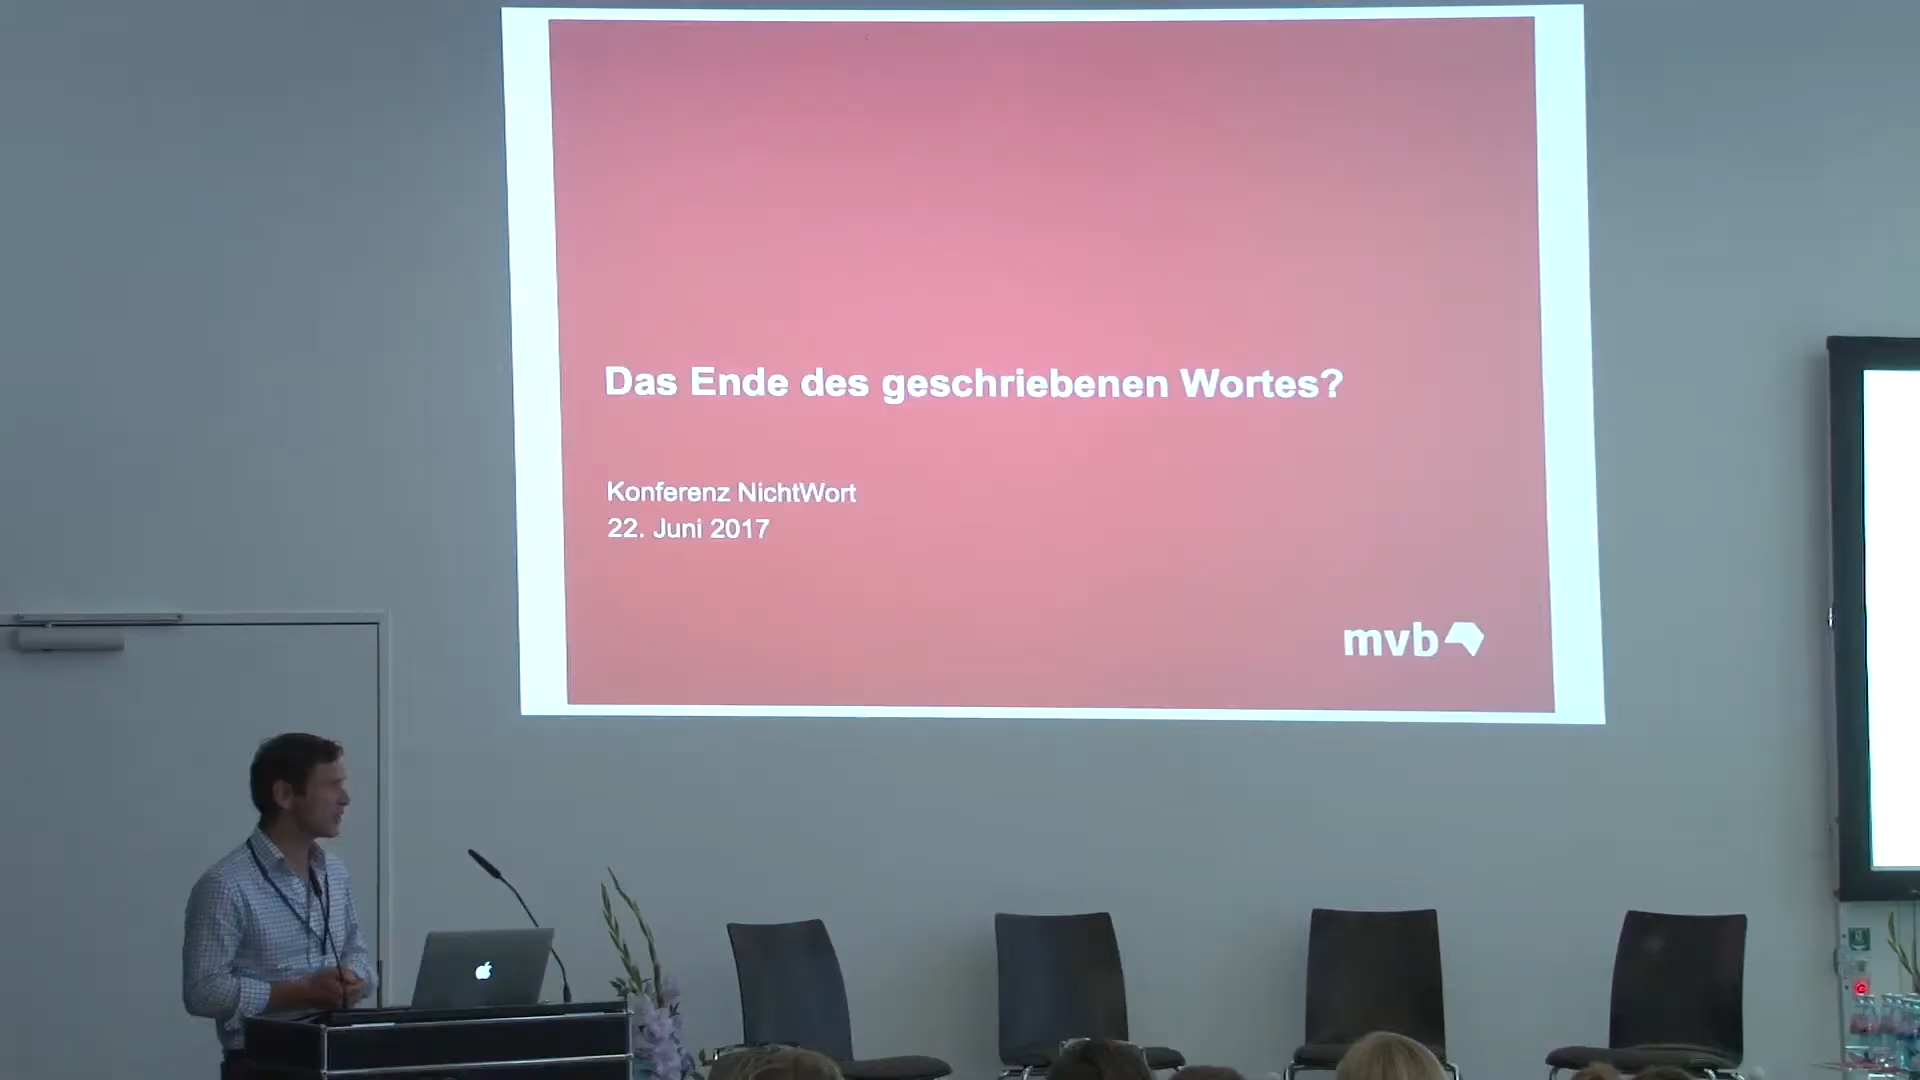 Das Ende des geschriebenen Wortes?
Konferenz NichtWort
22. Juni 2017
mvb